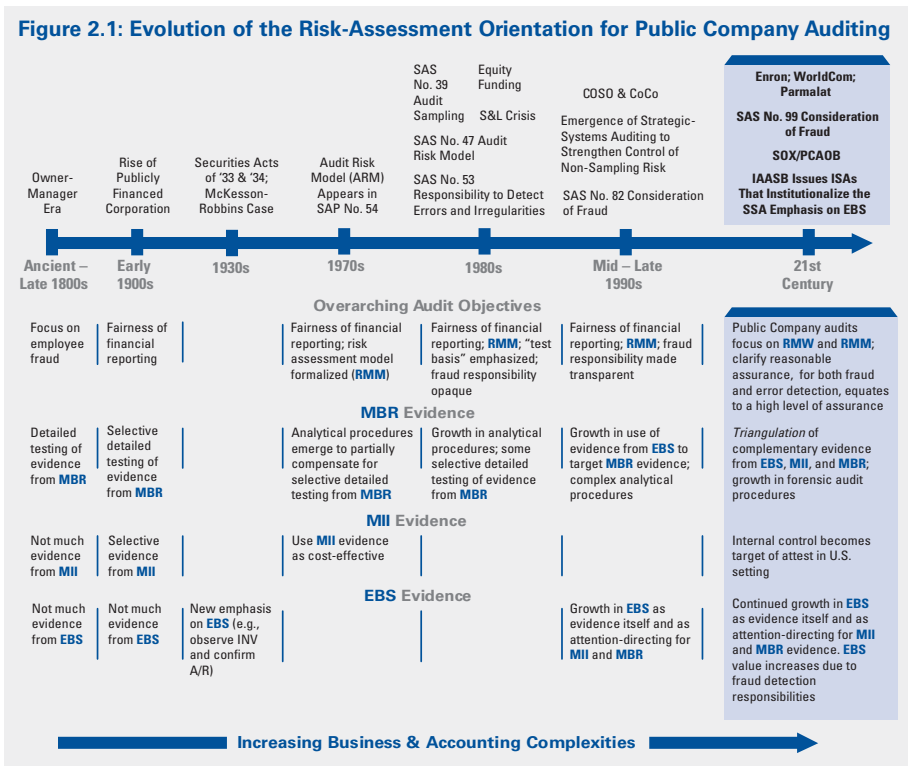 Figure 2.1: Evolution of the Risk-Assessment Orientation for Public Company Auditing
Owner-
Manager
Era
Rise of
Publicly
Financed
Corporation
Securities Acts
of ’33 & ’34;
McKesson-
Robbins Case
Audit Risk
Model (ARM)
Appears in
SAP No. 54
SAS
No. 39
Audit
Sampling
Equity
Funding
S&L Crisis
SAS No. 47 Audit
Risk Model
SAS No. 53
Responsibility to Detect
Errors and Irregularities
COSO & CoCo
Emergence of Strategic-
Systems Auditing to
Strengthen Control of
Non-Sampling Risk
SAS No. 82 Consideration
of Fraud
Enron; WorldCom;
Parmalat
SAS No. 99 Consideration
of Fraud
SOX/PCAOB
IAASB Issues ISAs
That Institutionalize the
SSA Emphasis on EBS
Ancient –
Late 1800s
Early
1900s
1930s
1970s
1980s
Mid – Late
1990s
21st
Century
Overarching Audit Objectives
Focus on
employee
fraud
Fairness of
financial
reporting
Fairness of financial
reporting; risk
assessment model
formalized (RMM)
Fairness of financial
reporting; RMM; “test
basis” emphasized;
fraud responsibility
opaque
Fairness of financial
reporting; RMM; fraud
responsibility made
transparent
Public Company audits
focus on RMW and RMM;
clarify reasonable
assurance, for both fraud
and error detection, equates
to a high level of assurance
MBR Evidence
Detailed
testing of
evidence
from MBR
Selective
detailed
testing of
evidence
from MBR
Analytical procedures
emerge to partially
compensate for
selective detailed
testing from MBR
Growth in analytical
procedures; some
selective detailed
testing of evidence
from MBR
Growth in use of
evidence from EBS to
target MBR evidence;
complex analytical
procedures
Triangulation of
complementary evidence
from EBS, MII, and MBR;
growth in forensic audit
procedures
MII Evidence
Not much
evidence
from MII
Selective
evidence
from MII
Use MII evidence
as cost-effective
Internal control becomes
target of attest in U.S.
setting
EBS Evidence
Not much
evidence
from EBS
Not much
evidence
from EBS
New emphasis
on EBS (e.g.,
observe INV
and confirm
A/R)
Growth in EBS as
evidence itself and as
attention-directing for
MII and MBR
Continued growth in EBS
as evidence itself and as
attention-directing for MII
and MBR evidence. EBS
value increases due to
fraud detection
responsibilities
Increasing Business & Accounting Complexities